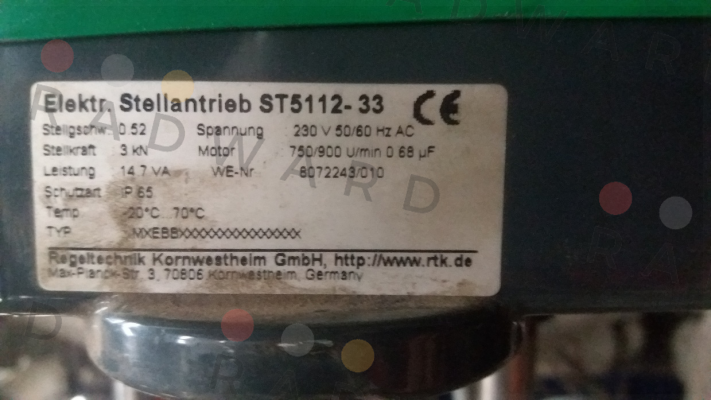 Elektr. Stellantrieb ST5112- 33 CE
Stellgschw. 0.52 Spannung : 230 V 50/60 Hz AC
Stellkraft : 3 kN Motor : 750/900 U/min 0.68 µF
Leistung : 14.7 VA WE-Nr : 8072243/010
Schutzart : IP 65
Temp. : -20°C...70°C
TYP
Regeltechnik Kornwestheim GmbH, http://www.rtk.de
Max-Planck-Str. 3, 70806 Kornwestheim, Germany
RADWARD